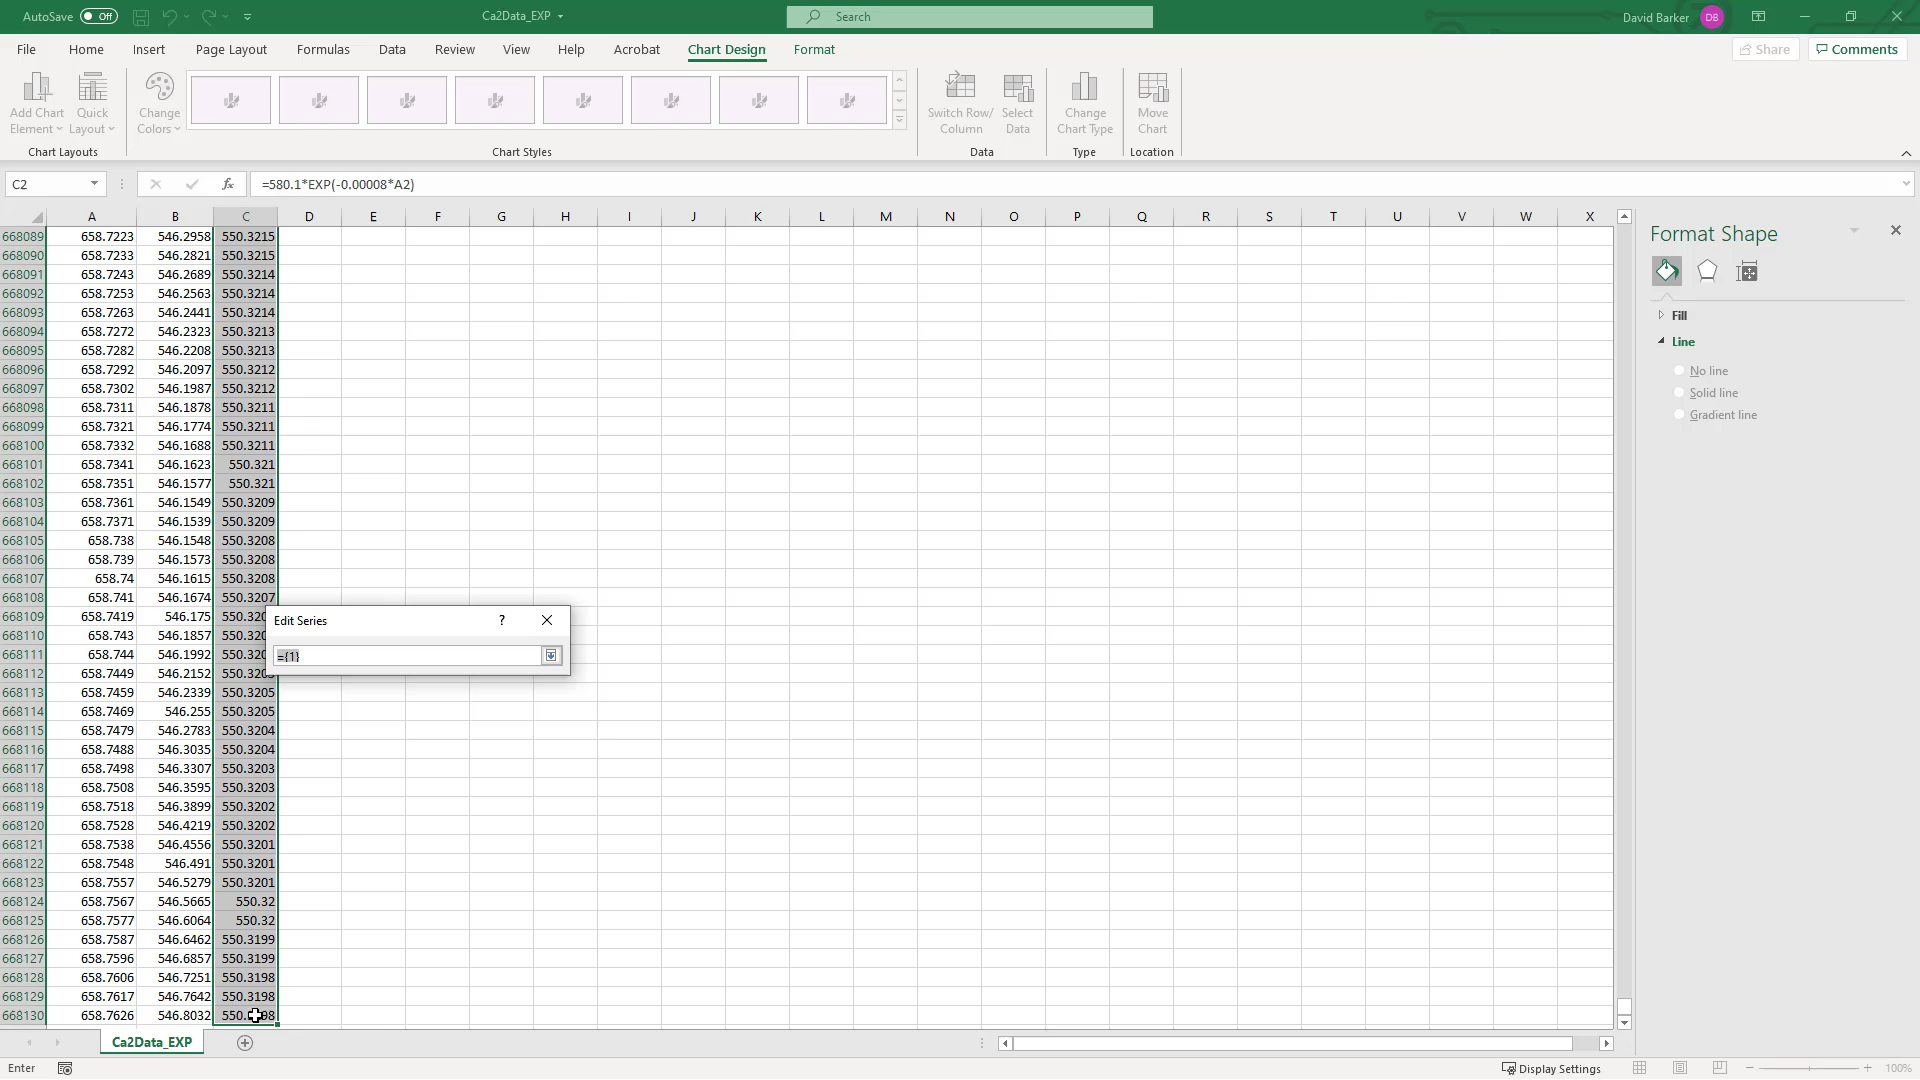 AutoSave Off Ca2Data_EXP Search David Barker DB
File Home Insert Page Layout Formulas Data Review View Help Acrobat Chart Design Format Share Comments
Add Chart Element Quick Layout Change Colors Switch Row/ Column Select Data Change Chart Type Move Chart
Chart Layouts Chart Styles Data Type Location
C2 fx =580.1*EXP(-0.00008*A2)
A B C D E F G H I J K L M N O P Q R S T U V W X
668089 658.7223 546.2958 550.3215
668090 658.7233 546.2821 550.3215
668091 658.7243 546.2689 550.3214
668092 658.7253 546.2563 550.3214
668093 658.7263 546.2441 550.3214
668094 658.7272 546.2323 550.3213
668095 658.7282 546.2208 550.3213
668096 658.7292 546.2097 550.3212
668097 658.7302 546.1987 550.3212
668098 658.7311 546.1878 550.3211
668099 658.7321 546.1774 550.3211
668100 658.7332 546.1688 550.3211
668101 658.7341 546.1623 550.321
668102 658.7351 546.1577 550.321
668103 658.7361 546.1549 550.3209
668104 658.7371 546.1539 550.3209
668105 658.738 546.1548 550.3208
668106 658.739 546.1573 550.3208
668107 658.74 546.1615 550.3208
668108 658.741 546.1674 550.3207
668109 658.7419 546.175
668110 658.743 546.1857
668111 658.744 546.1992
668112 658.7449 546.2152
668113 658.7459 546.2339 550.3205
668114 658.7469 546.255 550.3205
668115 658.7479 546.2783 550.3204
668116 658.7488 546.3035 550.3204
668117 658.7498 546.3307 550.3203
668118 658.7508 546.3595 550.3203
668119 658.7518 546.3899 550.3202
668120 658.7528 546.4219 550.3202
668121 658.7538 546.4556 550.3201
668122 658.7548 546.491 550.3201
668123 658.7557 546.5279 550.3201
668124 658.7567 546.5665 550.32
668125 658.7577 546.6064 550.32
668126 658.7587 546.6462 550.3199
668127 658.7596 546.6857 550.3199
668128 658.7606 546.7251 550.3198
668129 658.7617 546.7642 550.3198
668130 658.7626 546.8032
Edit Series ?
={1}
Format Shape
Fill
Line
No line
Solid line
Gradient line
Ca2Data_EXP
Enter Display Settings 100%